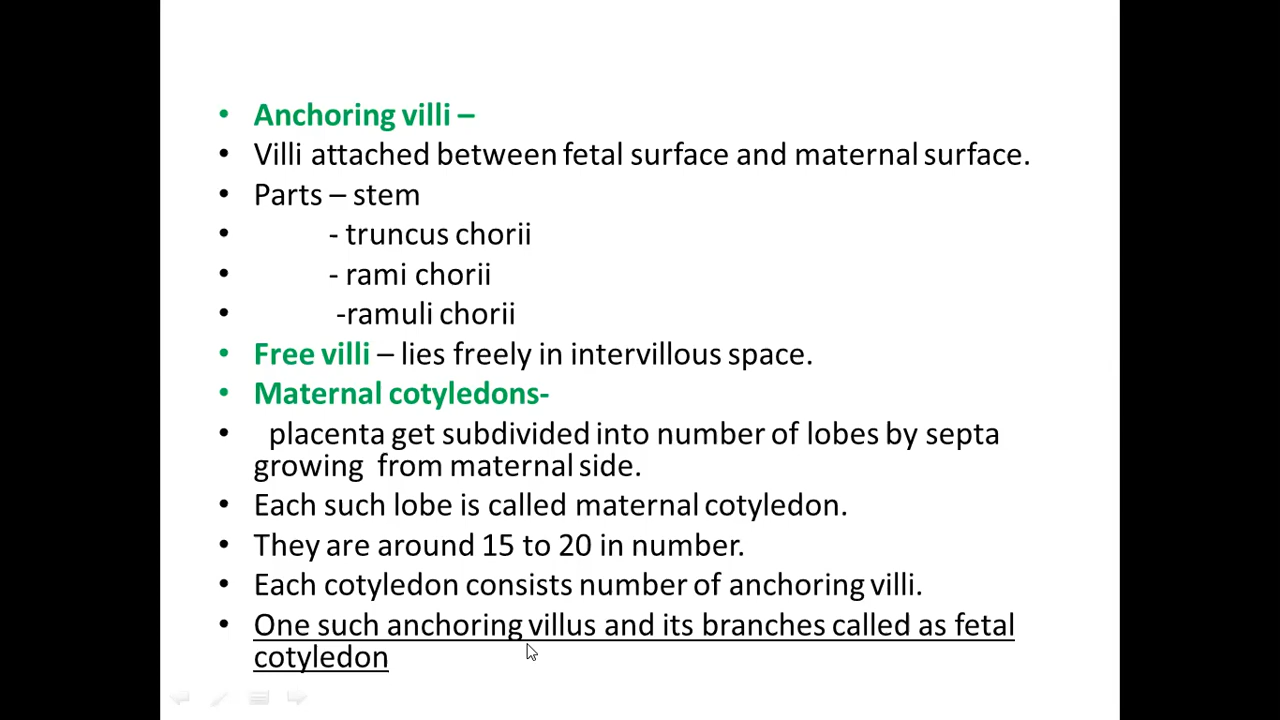 • Anchoring villi –
• Villi attached between fetal surface and maternal surface.
• Parts – stem
• - truncus chorii
• - rami chorii
• -ramuli chorii
• Free villi – lies freely in intervillous space.
• Maternal cotyledons-
• placenta get subdivided into number of lobes by septa
growing from maternal side.
• Each such lobe is called maternal cotyledon.
• They are around 15 to 20 in number.
• Each cotyledon consists number of anchoring villi.
• One such anchoring villus and its branches called as fetal
cotyledon